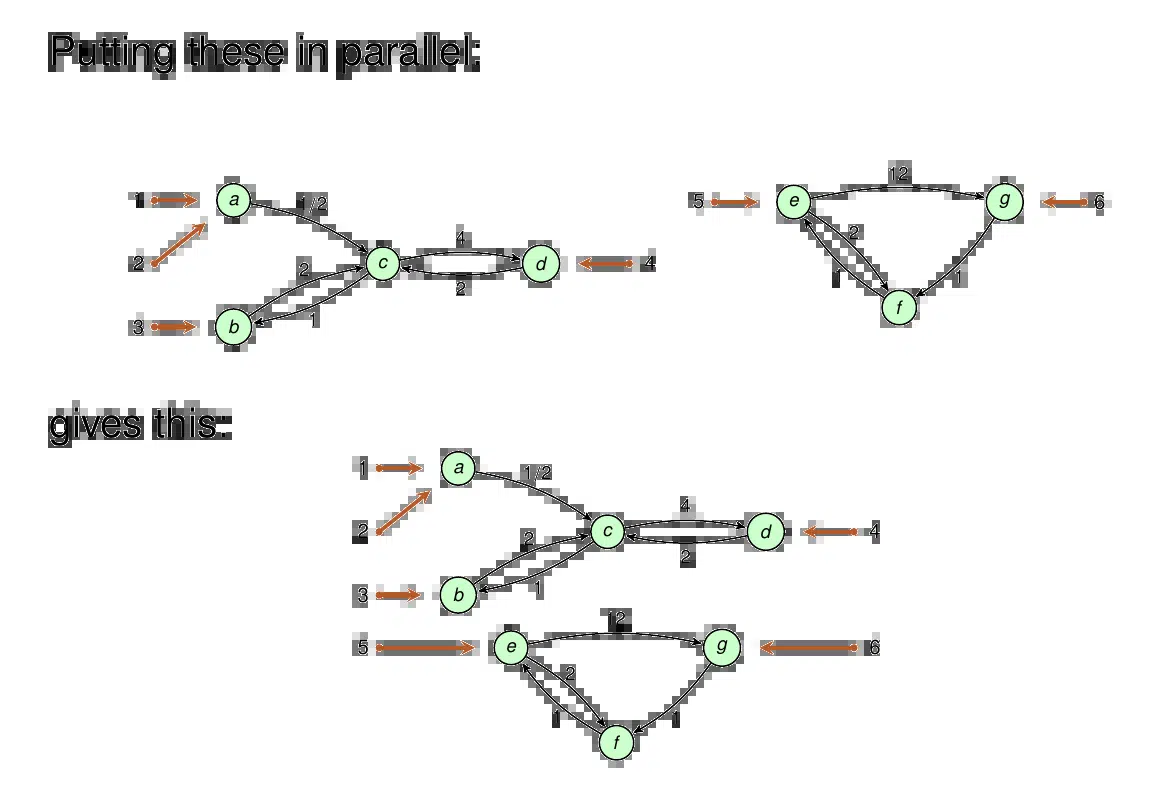 Putting these in parallel:
12
1 a 1/2 5 e g 6
4 2
2 c d 4
2 2 1 1
3 b 1 f
gives this:
1 a 1/2
4
2 c d 4
2 2
3 b 1
12
5 e g 6
2
1 1
f